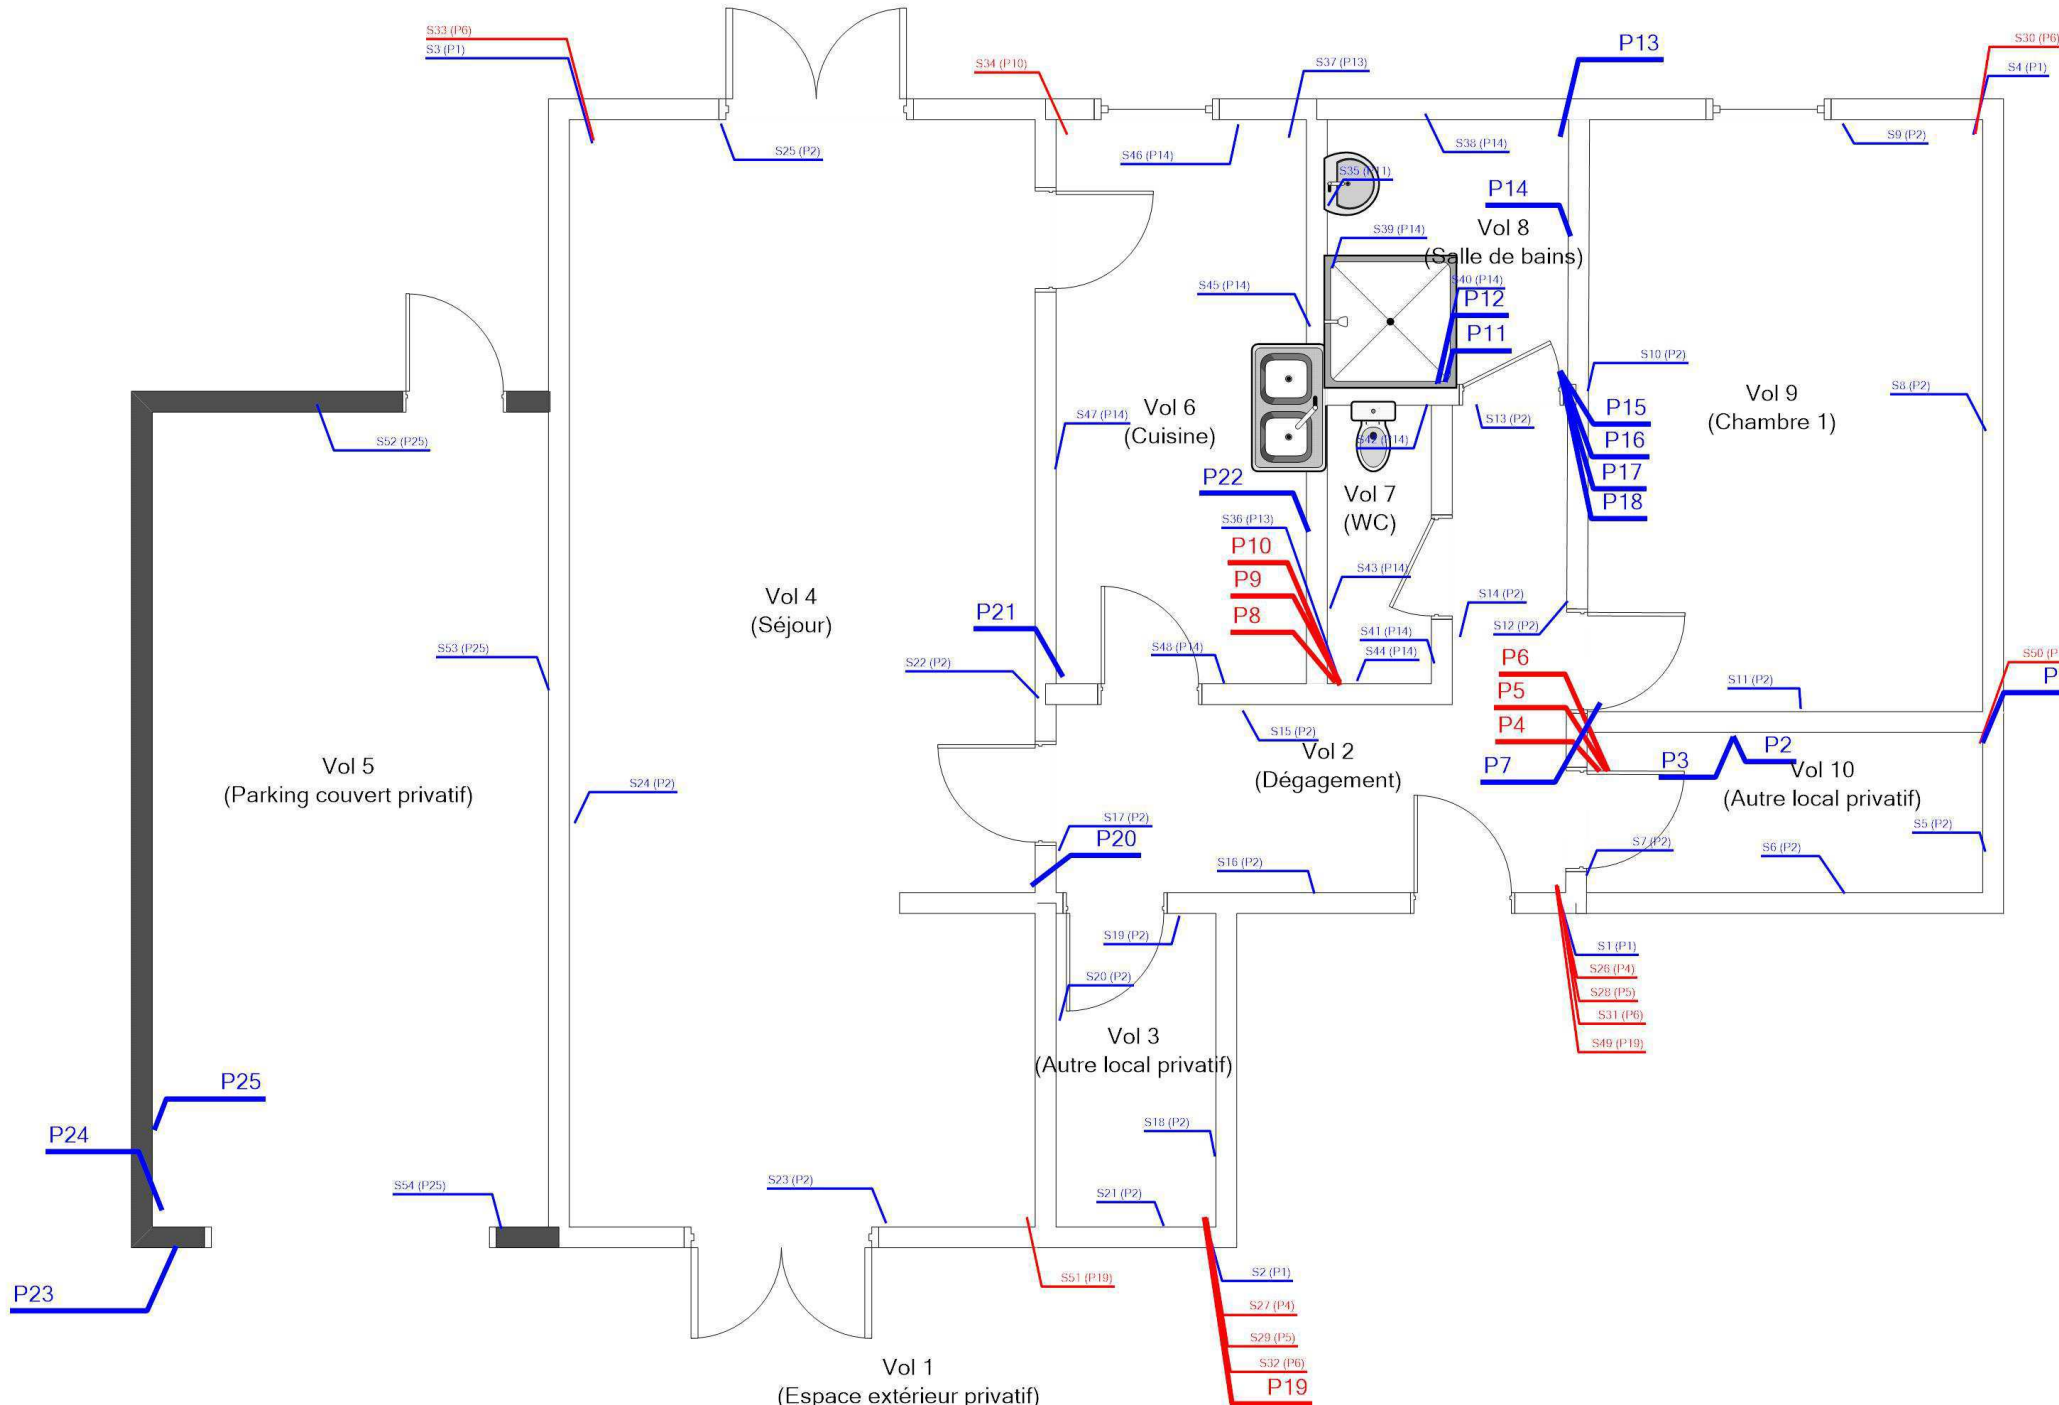 S33 (P6)
S3 (P1)
S34 (P10)
S37 (P13)
P13
S30 (P6)
S4 (P1)
S25 (P2)
S46 (P14)
S38 (P14)
S9 (P2)
S35 (P11)
P14
Vol 8
(Salle de bains)
S39 (P14)
S45 (P14)
S40 (P14)
P12
P11
S10 (P2)
S8 (P2)
Vol 9
(Chambre 1)
P15
P16
P17
P18
S52 (P25)
S47 (P14)
Vol 6
(Cuisine)
S13 (P2)
S42 (P14)
P22
Vol 7
(WC)
S36 (P13)
P10
P9
P8
S43 (P14)
S14 (P2)
S12 (P2)
S41 (P14)
S44 (P14)
S48 (P14)
P21
S22 (P2)
Vol 4
(Séjour)
S53 (P25)
P6
P5
P4
P7
S50 (P
P
S11 (P2)
S15 (P2)
Vol 2
(Dégagement)
P3
P2
Vol 10
(Autre local privatif)
Vol 5
(Parking couvert privatif)
S24 (P2)
S17 (P2)
P20
S16 (P2)
S7 (P2)
S6 (P2)
S5 (P2)
S19 (P2)
S20 (P2)
S1 (P1)
S26 (P4)
S28 (P5)
S31 (P6)
S49 (P19)
Vol 3
(Autre local privatif)
P25
P24
S18 (P2)
S54 (P25)
S23 (P2)
S21 (P2)
P23
S51 (P19)
S2 (P1)
S27 (P4)
S29 (P5)
S32 (P6)
P19
Vol 1
(Espace extérieur privatif)